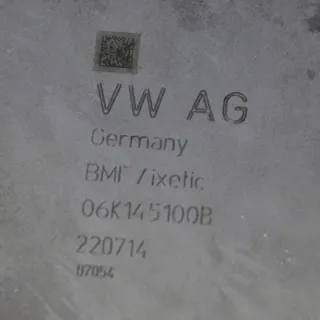 VW AG
Germany
BMF / ixetic
06K145100B
220714
07054